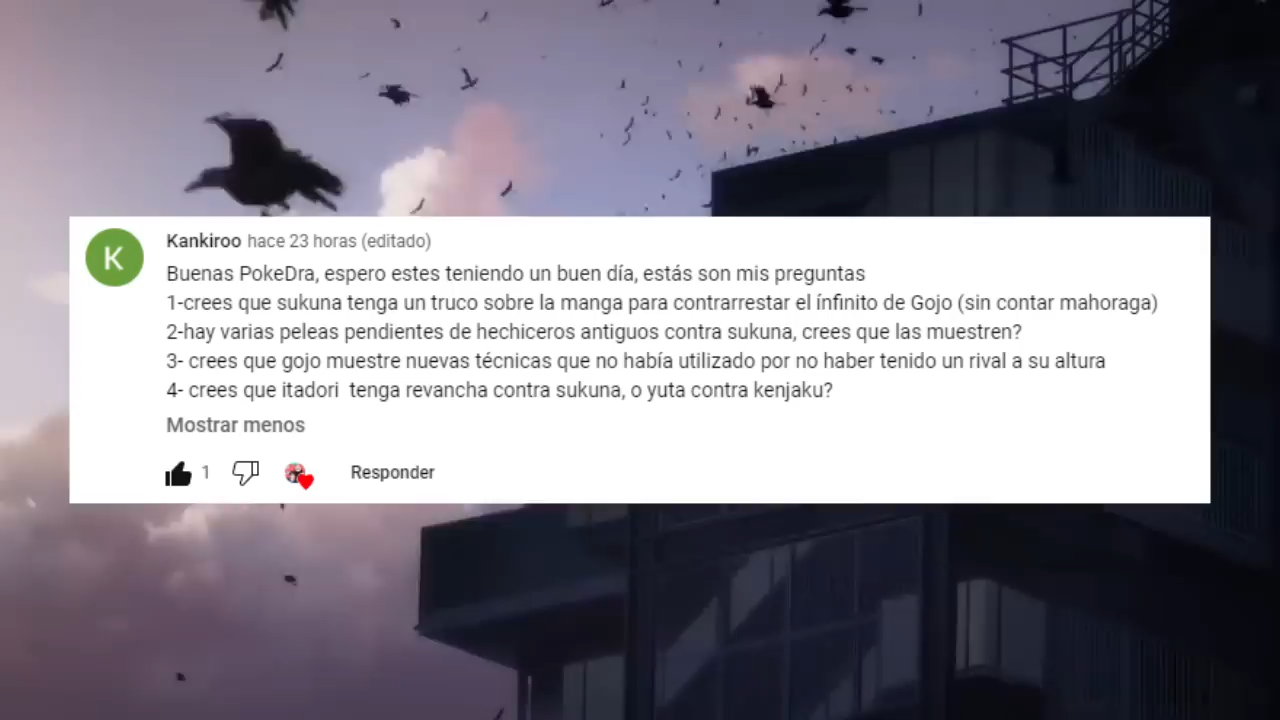 K
Kankiroo hace 23 horas (editado)
Buenas PokeDra, espero estes teniendo un buen día, estás son mis preguntas
1-crees que sukuna tenga un truco sobre la manga para contrarrestar el ínfinito de Gojo (sin contar mahoraga)
2-hay varias peleas pendientes de hechiceros antiguos contra sukuna, crees que las muestren?
3- crees que gojo muestre nuevas técnicas que no había utilizado por no haber tenido un rival a su altura
4- crees que itadori  tenga revancha contra sukuna, o yuta contra kenjaku?
Mostrar menos
1 Responder